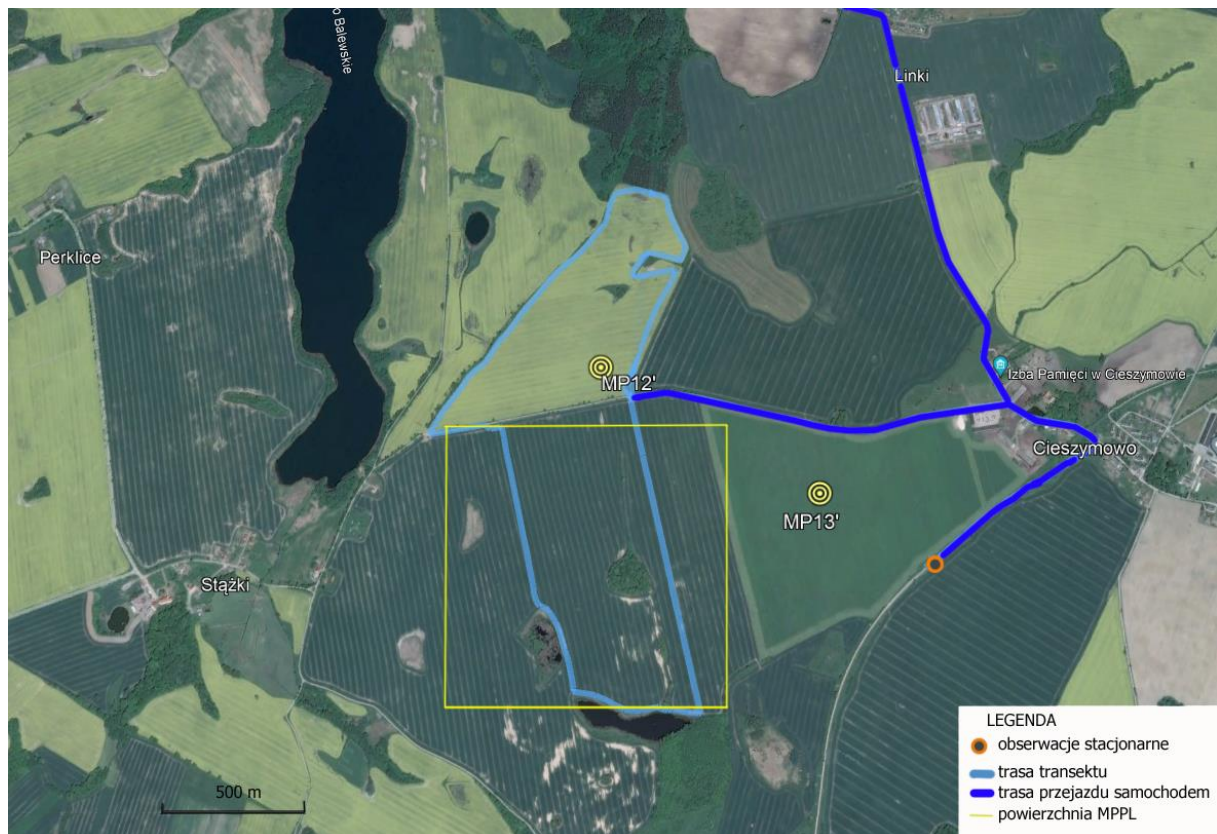 o Balewskie
Linki
Perklice
Izba Pamięci w Cieszymowie
MP12'
Cieszymowo
MP13'
Stążki
500 m
LEGENDA
obserwacje stacjonarne
trasa transektu
trasa przejazdu samochodem
powierzchnia MPPL